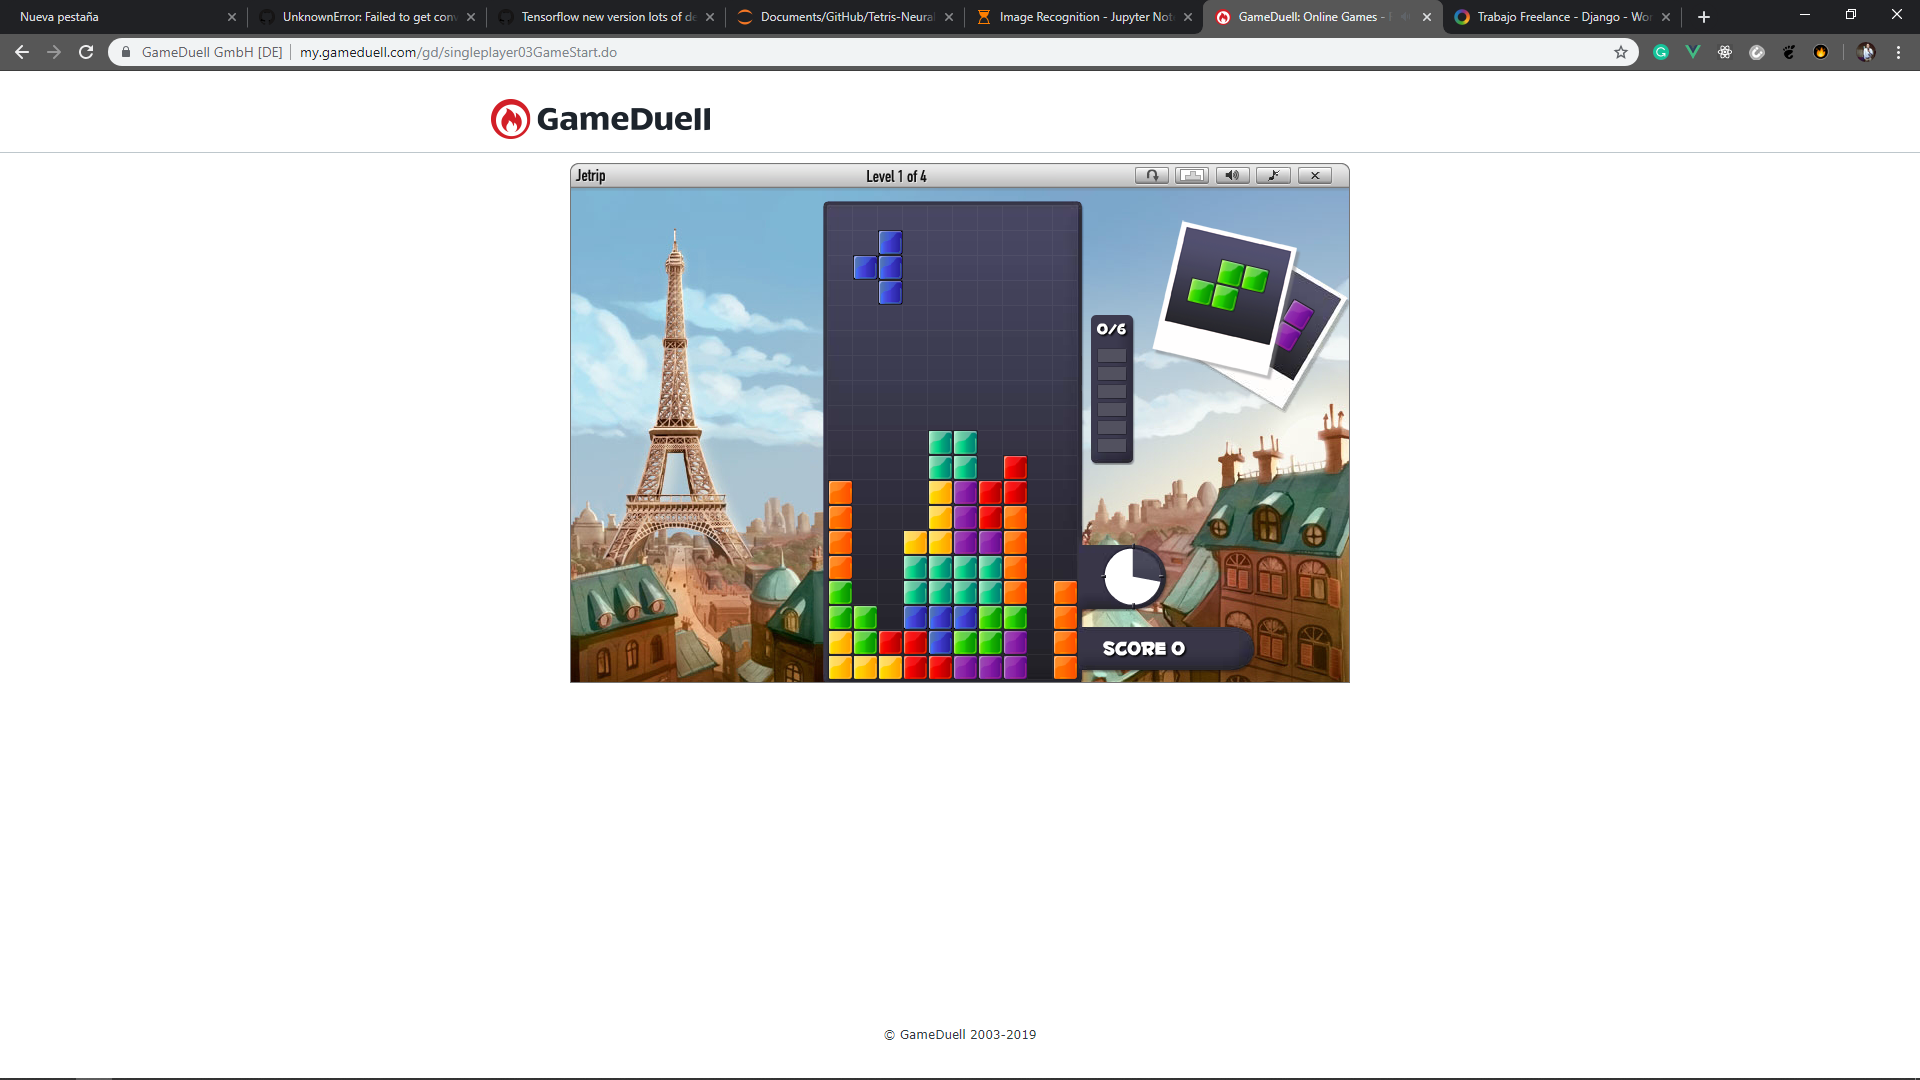 Nueva pestaña
UnknownError: Failed to get con
Tensorflow new version lots of de
Documents/GitHub/Tetris-Neural
Image Recognition - Jupyter Not
GameDuell: Online Games -
Trabajo Freelance - Django - Wo
GameDuell GmbH [DE] my.gameduell.com/gd/singleplayer03GameStart.do
GameDuell
Jetrip
Level 1 of 4
0/6
SCORE 0
© GameDuell 2003-2019